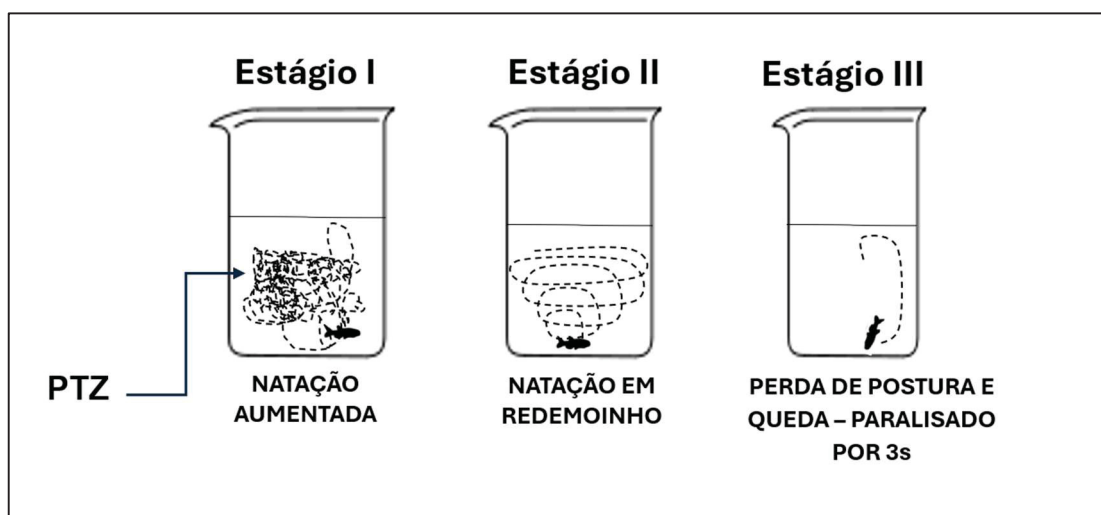 Estágio I
Estágio II
Estágio III
PTZ
NATAÇÃO
AUMENTADA
NATAÇÃO EM
REDEMOINHO
PERDA DE POSTURA E
QUEDA – PARALISADO
POR 3s